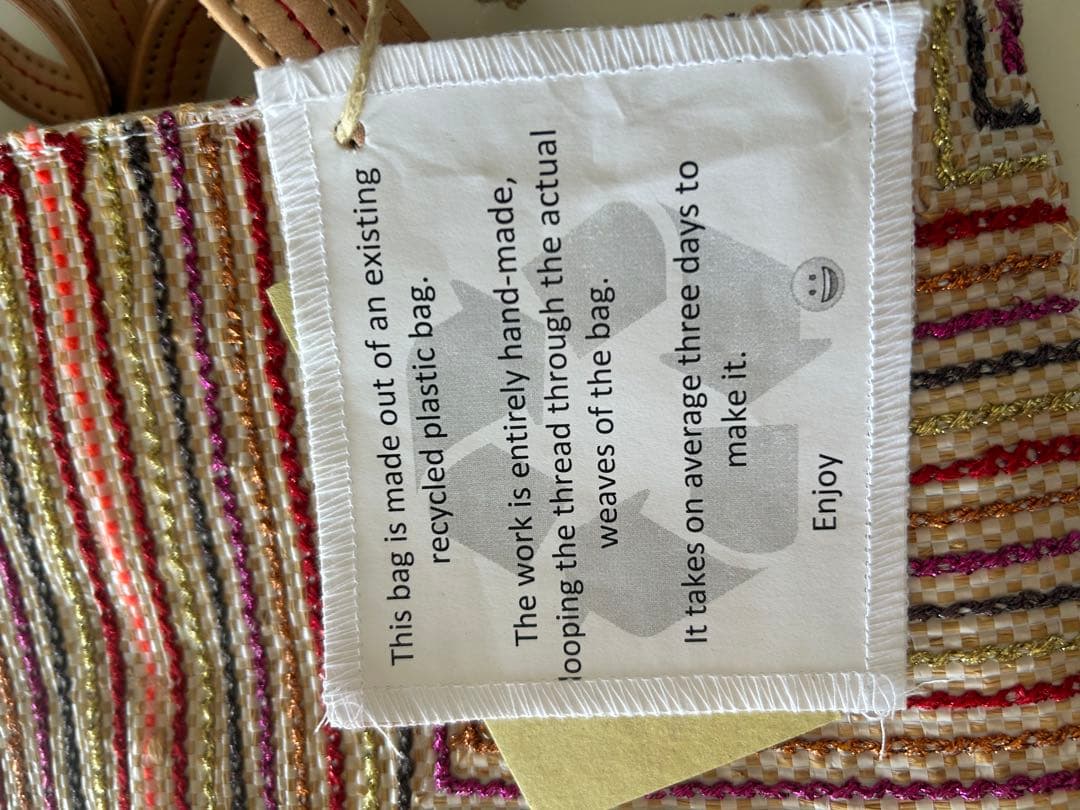 This bag is made out of an existing
recycled plastic bag.
The work is entirely hand-made,
looping the thread through the actual
weaves of the bag.
It takes on average three days to
make it.
Enjoy